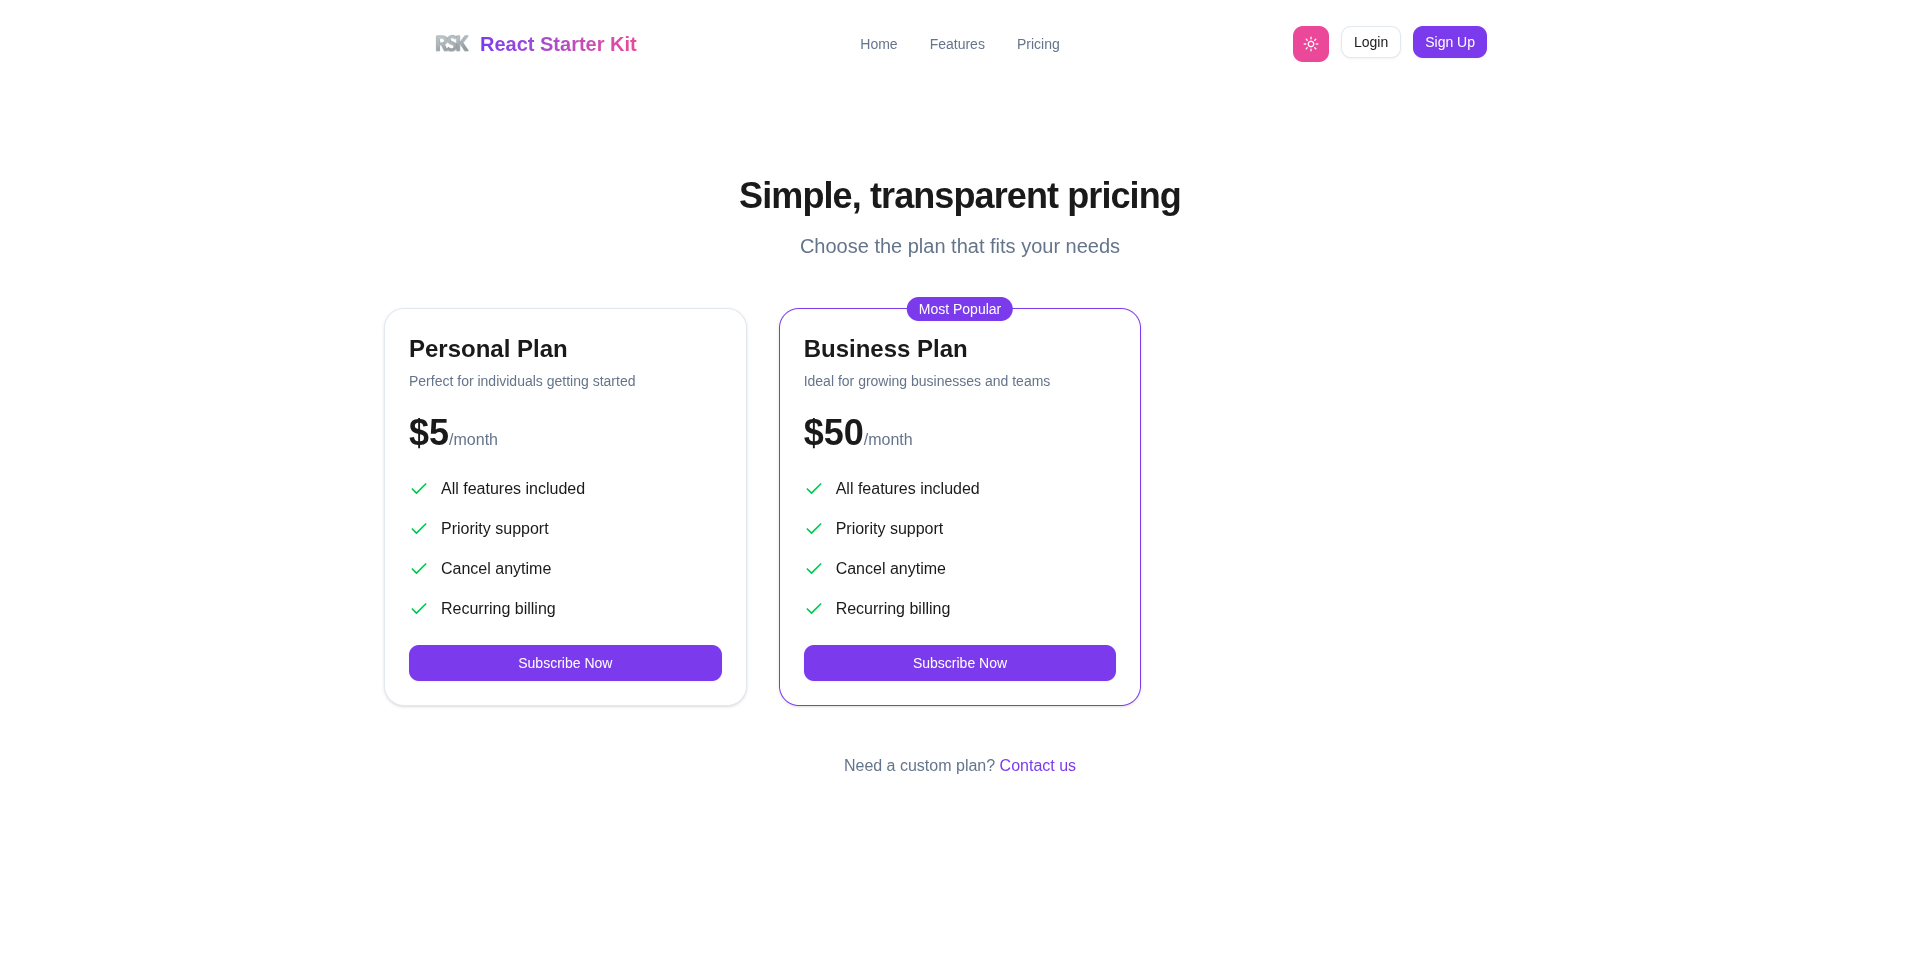 RSK React Starter Kit
Home Features Pricing
Login Sign Up
Simple, transparent pricing
Choose the plan that fits your needs
Personal Plan
Perfect for individuals getting started
$5/month
All features included
Priority support
Cancel anytime
Recurring billing
Subscribe Now
Most Popular
Business Plan
Ideal for growing businesses and teams
$50/month
All features included
Priority support
Cancel anytime
Recurring billing
Subscribe Now
Need a custom plan? Contact us